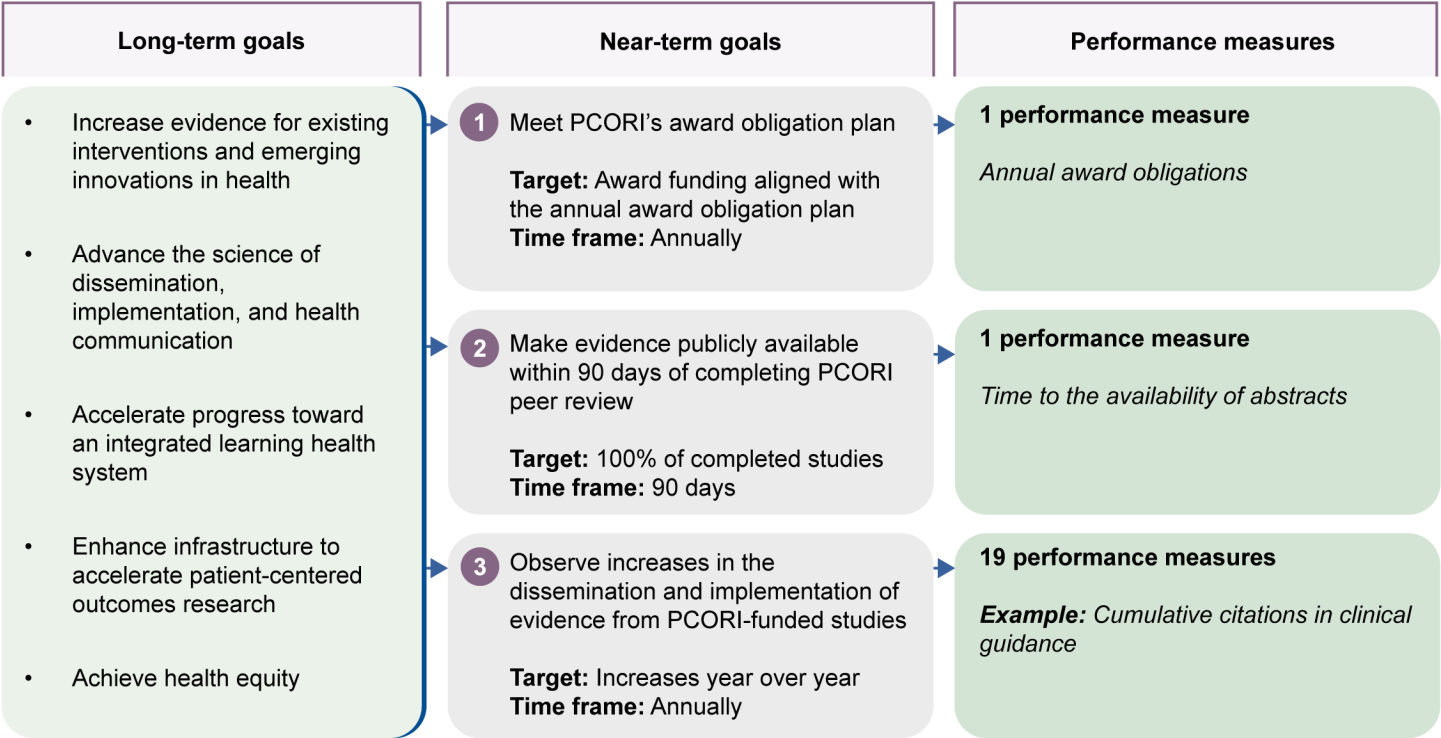 Long-term goals
Near-term goals
Performance measures
• Increase evidence for existing
interventions and emerging
innovations in health
• Advance the science of
dissemination,
implementation, and health
communication
• Accelerate progress toward
an integrated learning health
system
• Enhance infrastructure to
accelerate patient-centered
outcomes research
• Achieve health equity
1 Meet PCORI’s award obligation plan
Target: Award funding aligned with
the annual award obligation plan
Time frame: Annually
1 performance measure
Annual award obligations
2 Make evidence publicly available
within 90 days of completing PCORI
peer review
Target: 100% of completed studies
Time frame: 90 days
1 performance measure
Time to the availability of abstracts
3 Observe increases in the
dissemination and implementation of
evidence from PCORI-funded studies
Target: Increases year over year
Time frame: Annually
19 performance measures
Example: Cumulative citations in clinical
guidance